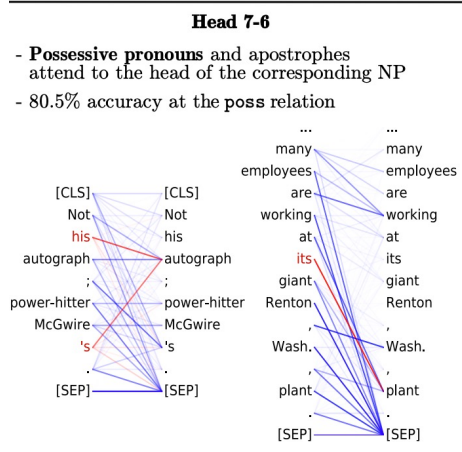 Head 7-6
- Possessive pronouns and apostrophes
attend to the head of the corresponding NP
- 80.5% accuracy at the poss relation
[CLS] [CLS]
Not Not
his his
autograph autograph
; ;
power-hitter power-hitter
McGwire McGwire
's 's
. .
[SEP] [SEP]
... ...
many many
employees employees
are are
working working
at at
its its
giant giant
Renton Renton
, ,
Wash. Wash.
, ,
plant plant
. .
[SEP] [SEP]